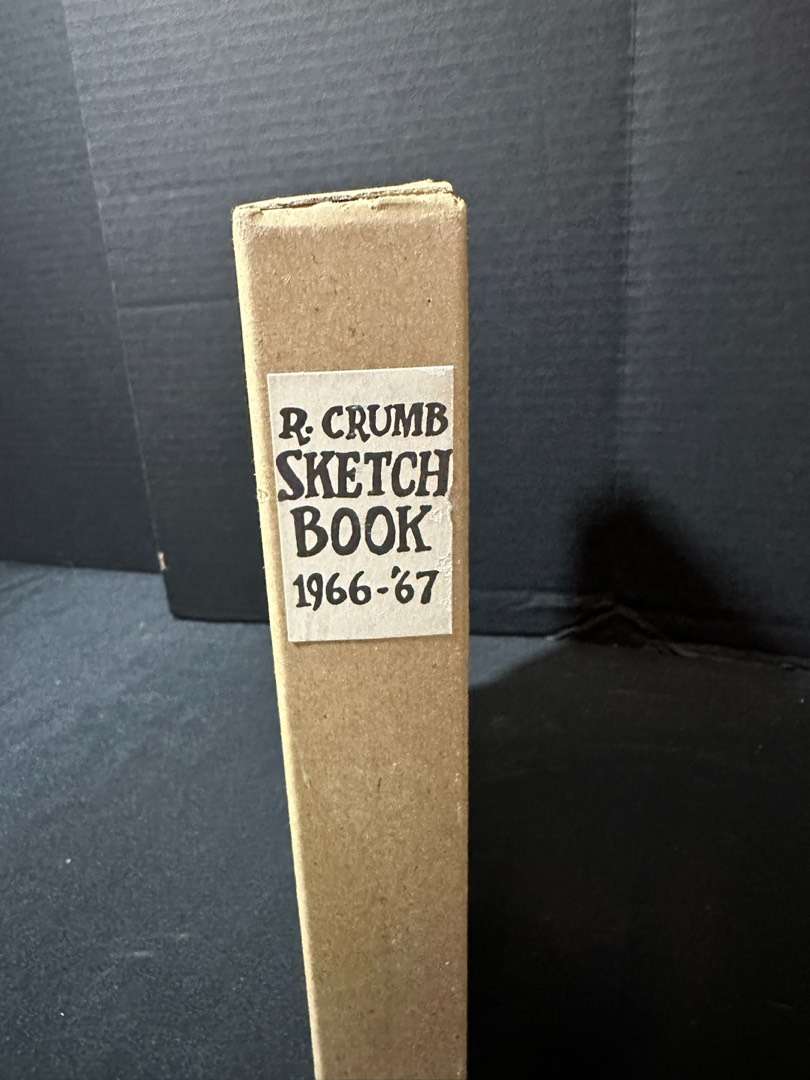 R. CRUMB
SKETCH
BOOK
1966-'67